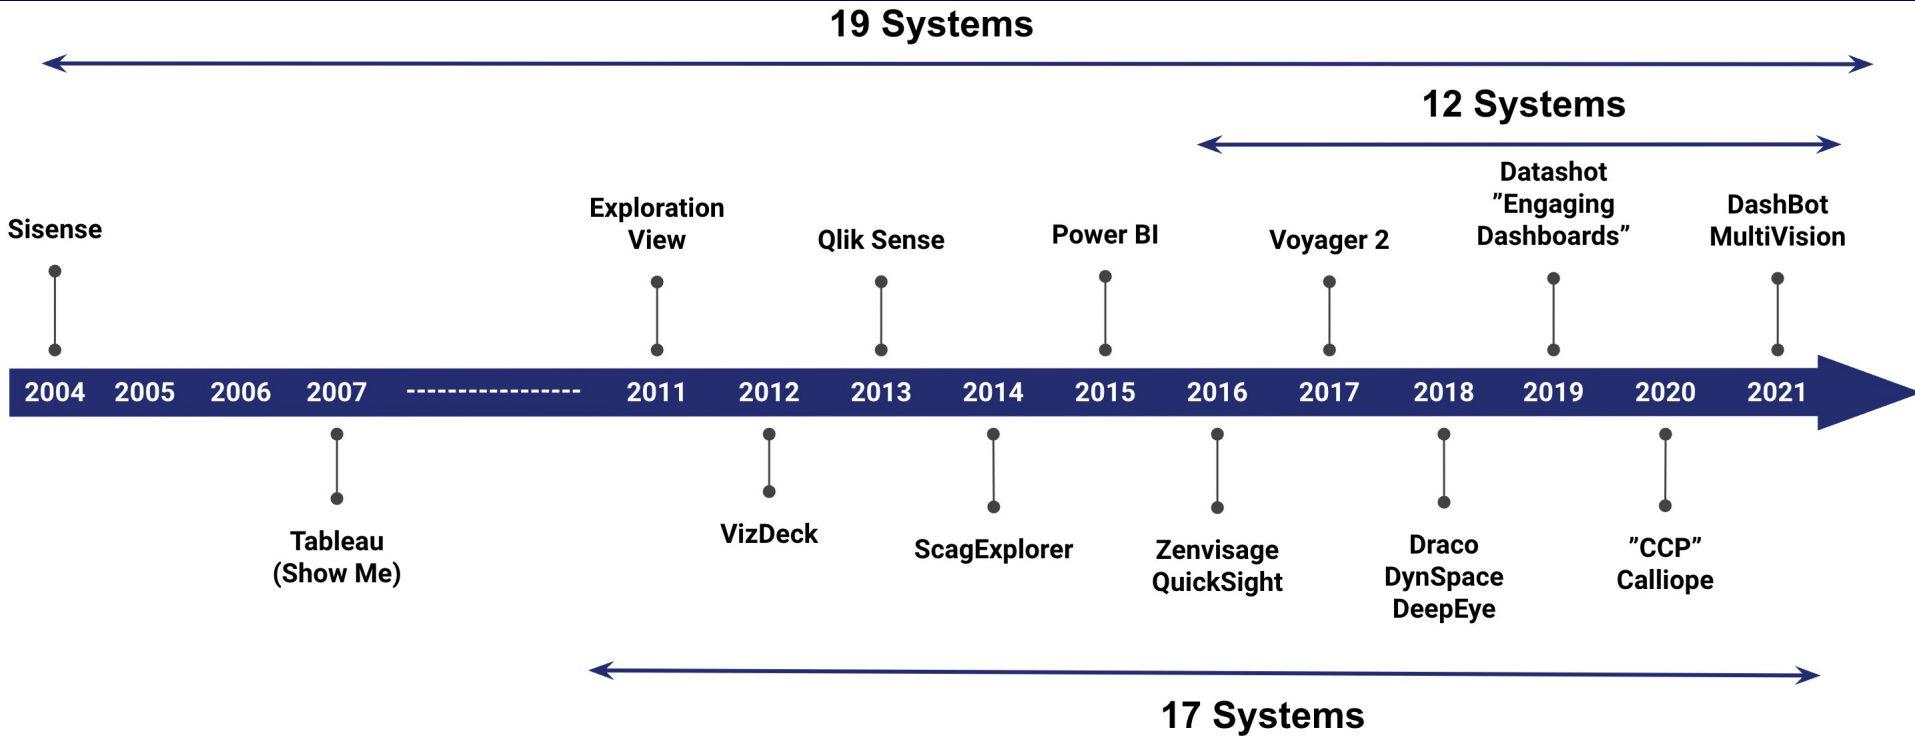 19 Systems
12 Systems
Sisense
Exploration
View
Qlik Sense
Power BI
Voyager 2
Datashot
”Engaging
Dashboards”
DashBot
MultiVision
2004 2005 2006 2007 -------------------- 2011 2012 2013 2014 2015 2016 2017 2018 2019 2020 2021
Tableau
(Show Me)
VizDeck
ScagExplorer
Zenvisage
QuickSight
Draco
DynSpace
DeepEye
”CCP”
Calliope
17 Systems